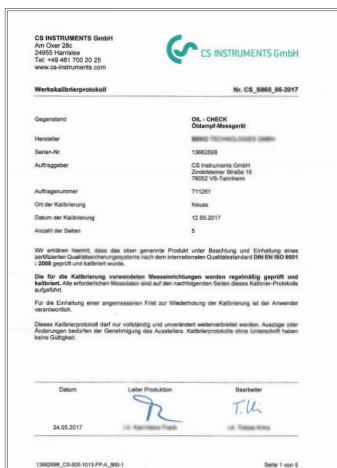 CS INSTRUMENTS GmbH
Am Oxer 28c
24955 Harrislee
Tel: +49 461 700 20 25
www.cs-instruments.com
CS INSTRUMENTS GmbH
Werkskalibrierprotokoll Nr. CS_S860_05-2017
Gegenstand OIL - CHECK
Öldampf-Messgerät
Hersteller
Serien-Nr. 13662698
Auftraggeber CS Instruments GmbH
Zindelsteiner Straße 15
78052 VS-Tannheim
Auftragsnummer 711261
Ort der Kalibrierung Neuss
Datum der Kalibrierung 12.05.2017
Anzahl der Seiten 5
Wir erklären hiermit, dass das oben genannte Produkt unter Beachtung und Einhaltung eines
zertifizierten Qualitätssicherungssystems nach dem internationalen Qualitätsstandard DIN EN ISO 9001
: 2008 geprüft und kalibriert wurde.
Die für die Kalibrierung verwendeten Messeinrichtungen werden regelmäßig geprüft und
kalibriert. Alle erforderlichen Messdaten sind auf den nachfolgenden Seiten dieses Kalibrier-Protokolls
aufgeführt.
Für die Einhaltung einer angemessenen Frist zur Wiederholung der Kalibrierung ist der Anwender
verantwortlich.
Dieses Kalibrierprotokoll darf nur vollständig und unverändert weiterverbreitet werden. Auszüge oder
Änderungen bedürfen der Genehmigung des Ausstellers. Kalibrierprotokolle ohne Unterschrift haben
keine Gültigkeit.
Datum Leiter Produktion Bearbeiter
24.05.2017
13662698_CS-505-1013-FP-A_860-1 Seite 1 von 5